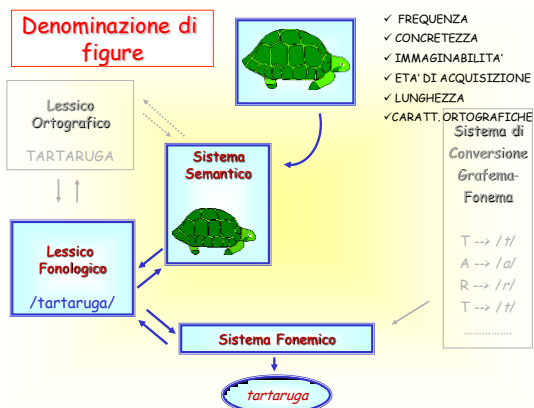 Denominazione di
figure
✓ FREQUENZA
✓ CONCRETEZZA
✓ IMMAGINABILITA'
✓ ETA' DI ACQUISIZIONE
✓ LUNGHEZZA
✓CARATT. ORTOGRAFICHE
Lessico
Ortografico
TARTARUGA
Sistema
Semantico
Sistema di
Conversione
Grafema-
Fonema
T --> /t/
A --> /a/
R --> /r/
T --> /t/
...............
Lessico
Fonologico
/tartaruga/
Sistema Fonemico
tartaruga